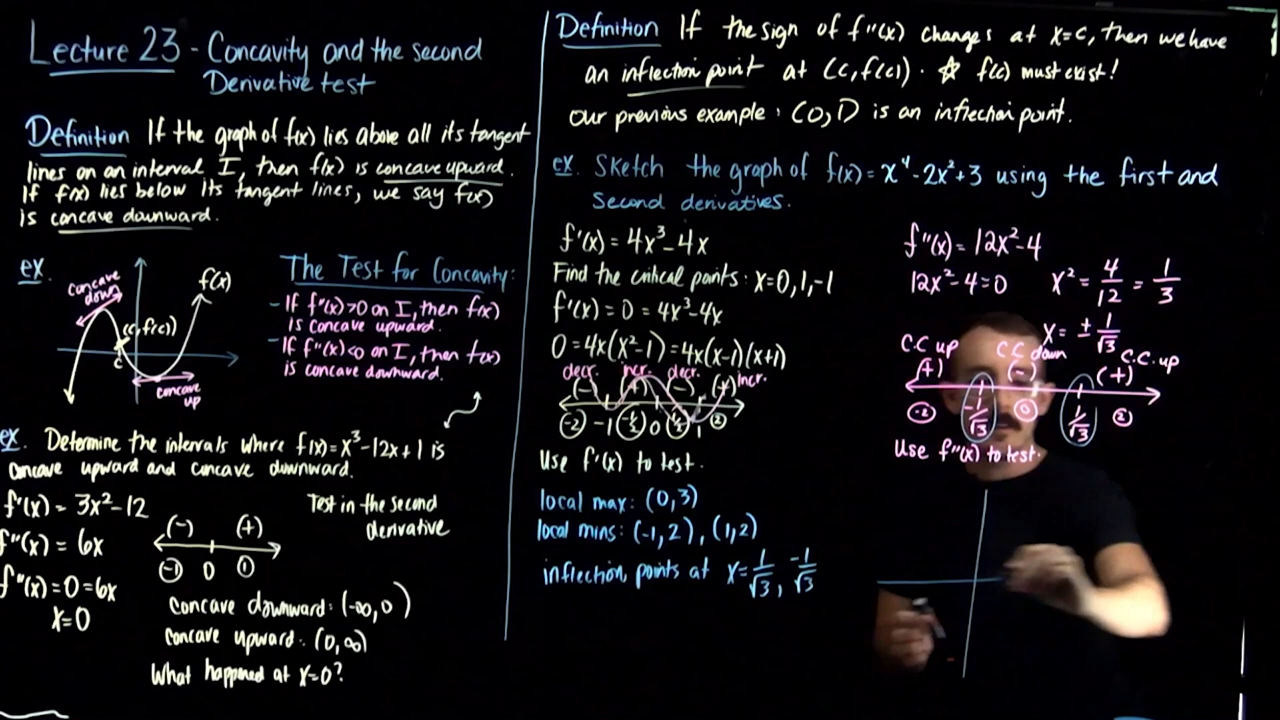 Lecture 23 - Concavity and the second
Derivative test
Definition If the graph of f(x) lies above all its tangent
lines on an interval I, then f(x) is concave upward.
If f(x) lies below its tangent lines, we say f(x)
is concave downward.
ex.
concave
down
f(x)
(c, f(c))
c
concave
up
The Test for Concavity:
- If f''(x)>0 on I, then f(x)
is concave upward.
- If f''(x)<0 on I, then f(x)
is concave downward.
ex. Determine the intervals where f(x)=x³-12x+1 is
concave upward and concave downward.
f'(x) = 3x²-12
f''(x) = 6x
f''(x)=0=6x
x=0
(-) (+)
-1 0 1
Test in the second
derivative
Concave downward: (-∞,0)
Concave upward: (0,∞)
What happened at x=0?
Definition If the sign of f''(x) changes at x=c, then we have
an inflection point at (c,f(c)). ☆ f(c) must exist!
our previous example: (0,1) is an inflection point.
ex. Sketch the graph of f(x)=x⁴-2x²+3 using the first and
second derivatives.
f'(x)=4x³-4x
Find the critical points: x=0,1,-1
f'(x)=0=4x³-4x
0=4x(x²-1)=4x(x-1)(x+1)
decr. incr. decr. incr.
(-) (+) (-) (+)
-2 -1 -½ 0 ½ 1 2
Use f'(x) to test.
local max: (0,3)
local mins: (-1,2), (1,2)
inflection points at x=1/√3, -1/√3
f''(x)=12x²-4
12x²-4=0 x²=4/12=1/3
x=±1/√3
C.C up C.C down C.C. up
(+) (-) (+)
-2 -1/√3 0 1/√3 2
Use f''(x) to test.